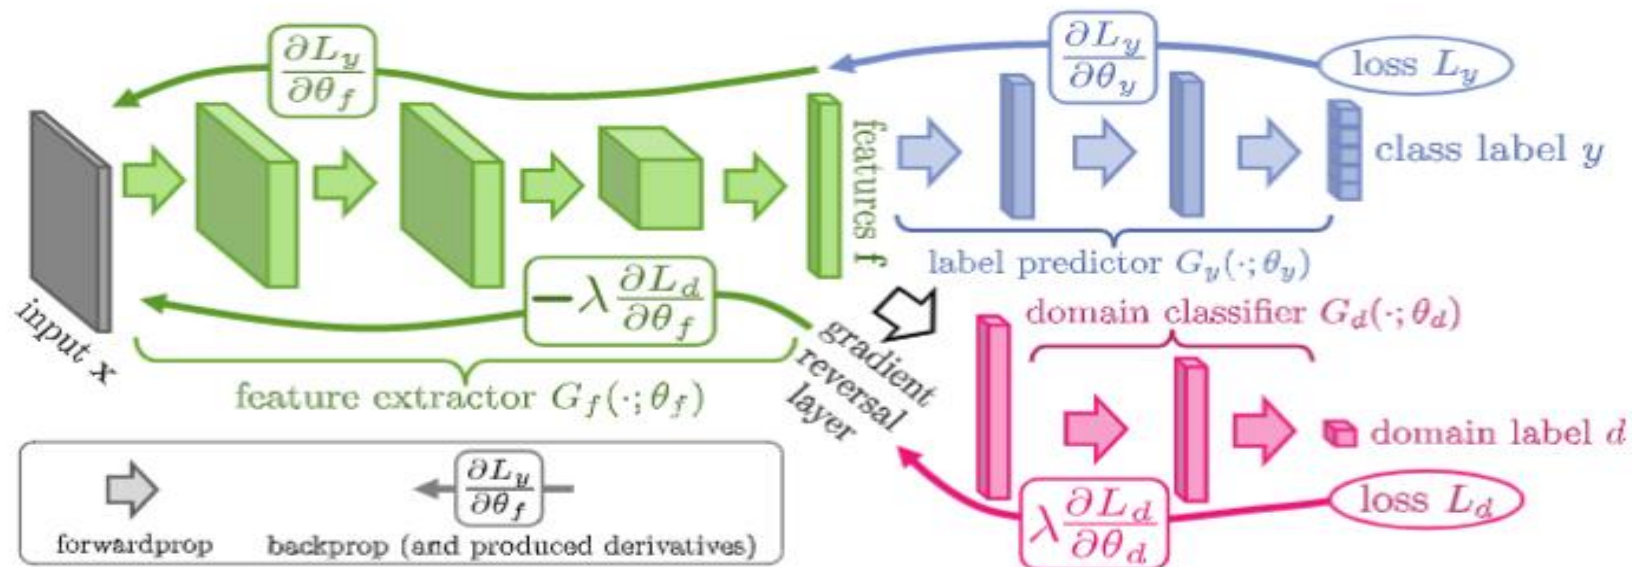 ∂L_y/∂θ_f
∂L_y/∂θ_y
loss L_y
class label y
features f
label predictor G_y(·; θ_y)
input x
−λ ∂L_d/∂θ_f
feature extractor G_f(·; θ_f)
gradient
reversal
layer
domain classifier G_d(·; θ_d)
domain label d
λ ∂L_d/∂θ_d
loss L_d
forwardprop
∂L_y/∂θ_f
backprop (and produced derivatives)